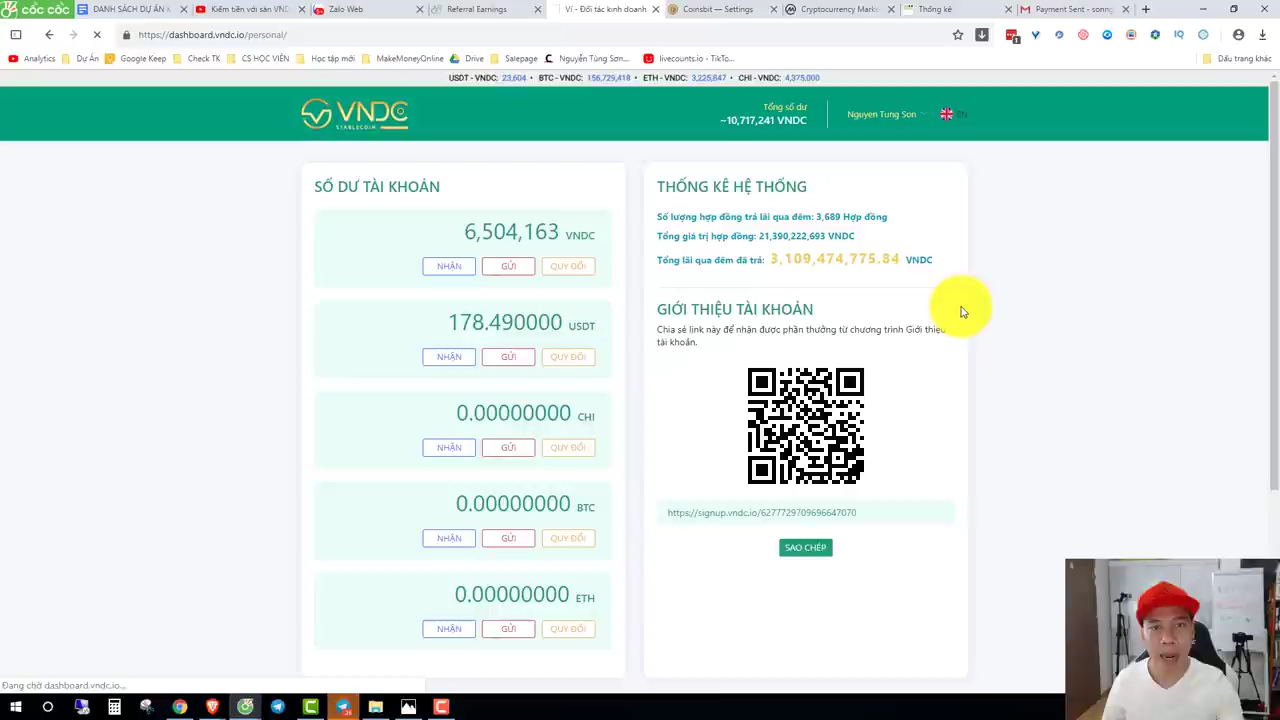 cốc cốc
DANH SÁCH DỰ ÁN K
Kiếm tiền với sàn VND
Zalo Web
Referral Earnings
Ví - Đối tác kinh doanh
Coinsbit — Settings
Cryptocurrency Marke
Thống kê
Payment Sent - sonng
https://dashboard.vndc.io/personal/
Analytics
Dự Án
Google Keep
Check TK
CS HỌC VIÊN
Học tập mới
MakeMoneyOnline
Drive
Salepage
Nguyễn Tùng Sơn...
livecounts.io - TikTo...
Dấu trang khác
USDT - VNDC: 23,604 • BTC - VNDC: 156,729,418 • ETH - VNDC: 3,225,847 • CHI - VNDC: 4,375,000
VNDC
STABLECOIN
Tổng số dư
~10,717,241 VNDC
Nguyen Tung Son
EN
SỐ DƯ TÀI KHOẢN
6,504,163 VNDC
NHẬN GỬI QUY ĐỔI
178.490000 USDT
NHẬN GỬI QUY ĐỔI
0.00000000 CHI
NHẬN GỬI QUY ĐỔI
0.00000000 BTC
NHẬN GỬI QUY ĐỔI
0.00000000 ETH
NHẬN GỬI QUY ĐỔI
THỐNG KÊ HỆ THỐNG
Số lượng hợp đồng trả lãi qua đêm: 3,689 Hợp đồng
Tổng giá trị hợp đồng: 21,390,222,693 VNDC
Tổng lãi qua đêm đã trả: 3,109,474,775.84 VNDC
GIỚI THIỆU TÀI KHOẢN
Chia sẻ link này để nhận được phần thưởng từ chương trình Giới thiệu
tài khoản.
https://signup.vndc.io/6277729709696647070
SAO CHÉP
Đang chờ dashboard.vndc.io...